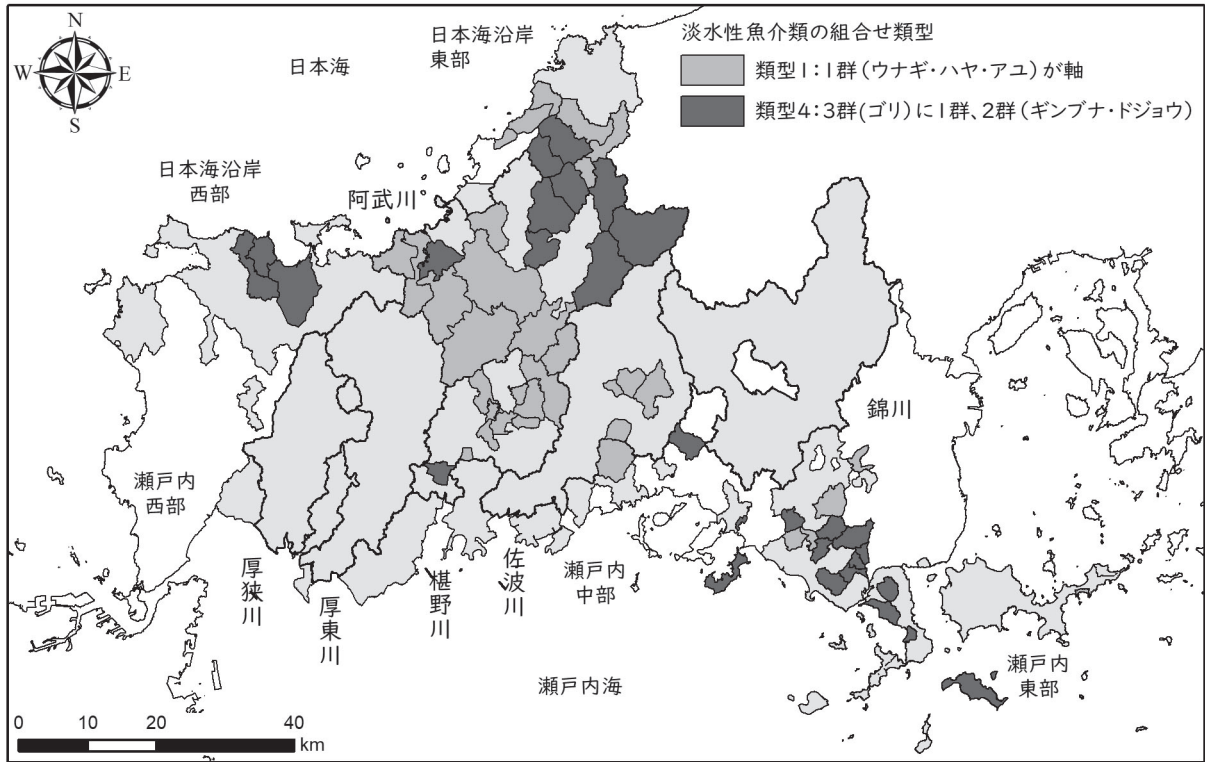 N
W E
S
日本海
日本海沿岸
東部
淡水性魚介類の組合せ類型
類型1:1群(ウナギ・ハヤ・アユ)が軸
類型4:3群(ゴリ)に1群、2群(ギンブナ・ドジョウ)
日本海沿岸
西部
阿武川
錦川
瀬戸内
西部
厚狭川
厚東川
椹野川
佐波川
瀬戸内
中部
瀬戸内海
瀬戸内
東部
0 10 20 40
km